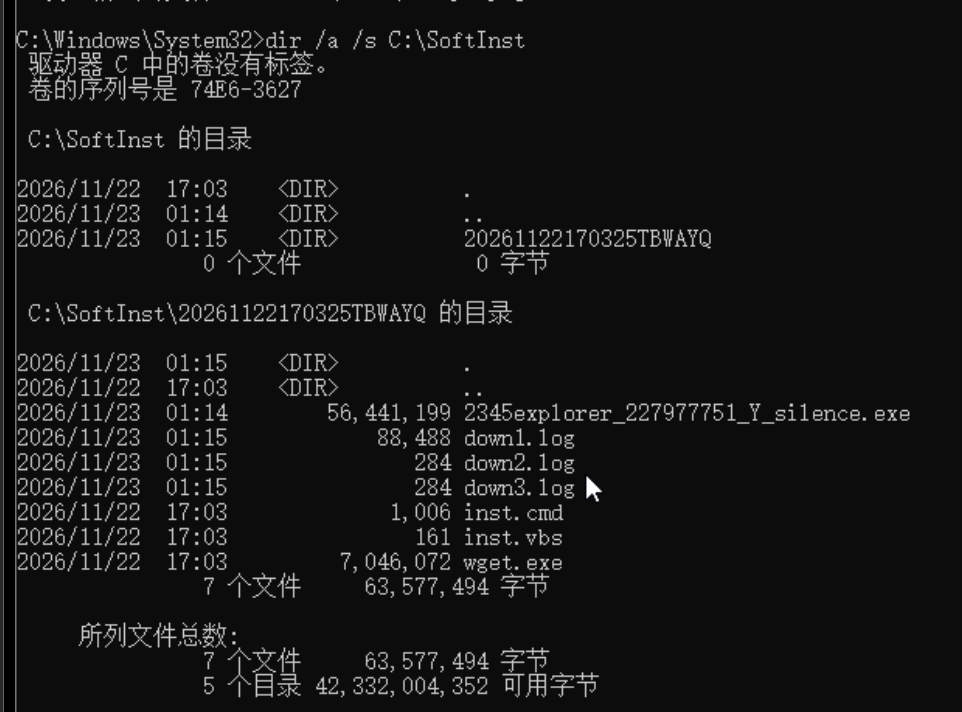 C:\Windows\System32>dir /a /s C:\SoftInst
驱动器 C 中的卷没有标签。
卷的序列号是 74E6-3627
C:\SoftInst 的目录
2026/11/22 17:03 <DIR> .
2026/11/23 01:14 <DIR> ..
2026/11/23 01:15 <DIR> 20261122170325TBWAYQ
0 个文件 0 字节
C:\SoftInst\20261122170325TBWAYQ 的目录
2026/11/23 01:15 <DIR> .
2026/11/22 17:03 <DIR> ..
2026/11/23 01:14 56,441,199 2345explorer_227977751_Y_silence.exe
2026/11/23 01:15 88,488 down1.log
2026/11/23 01:15 284 down2.log
2026/11/23 01:15 284 down3.log
2026/11/22 17:03 1,006 inst.cmd
2026/11/22 17:03 161 inst.vbs
2026/11/22 17:03 7,046,072 wget.exe
7 个文件 63,577,494 字节
所列文件总数:
7 个文件 63,577,494 字节
5 个目录 42,332,004,352 可用字节